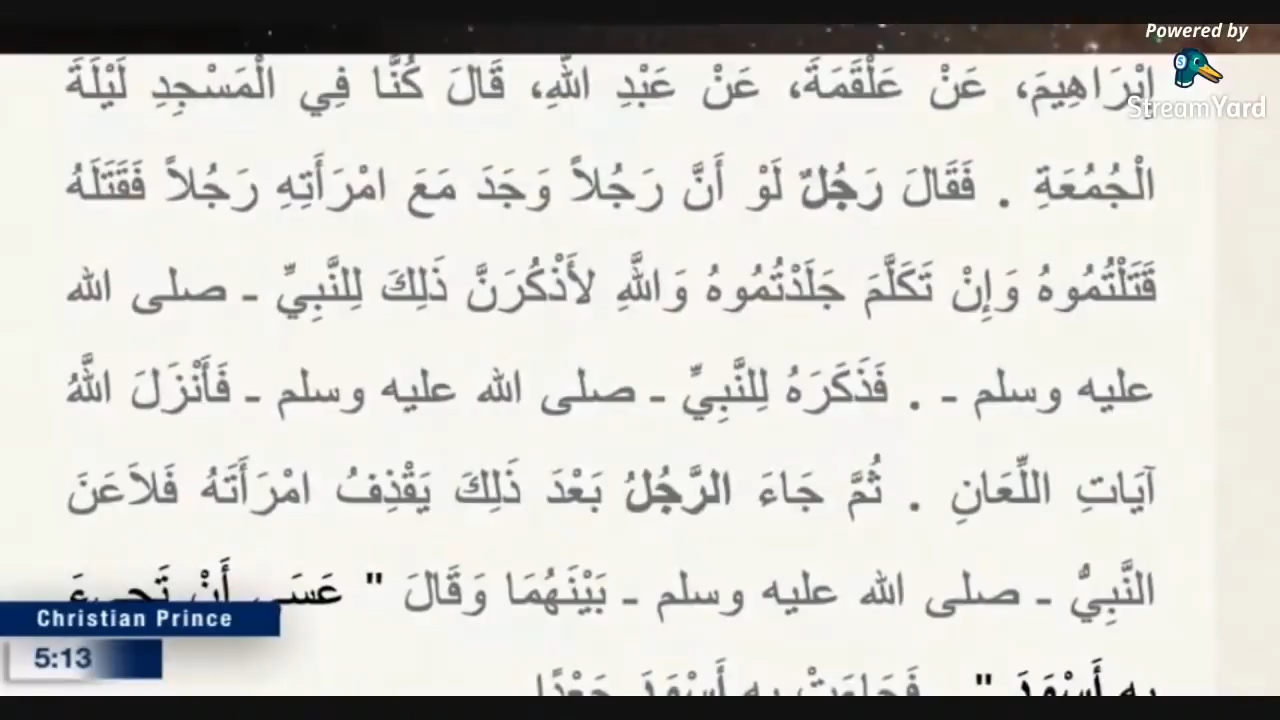 Powered by
StreamYard
إِبْرَاهِيمَ، عَنْ عَلْقَمَةَ، عَنْ عَبْدِ اللَّهِ، قَالَ كُنَّا فِي الْمَسْجِدِ لَيْلَةَ
الْجُمُعَةِ . فَقَالَ رَجُلٌ لَوْ أَنَّ رَجُلاً وَجَدَ مَعَ امْرَأَتِهِ رَجُلاً فَقَتَلَهُ
قَتَلْتُمُوهُ وَإِنْ تَكَلَّمَ جَلَدْتُمُوهُ وَاللَّهِ لأَذْكُرَنَّ ذَلِكَ لِلنَّبِيِّ ـ صلى الله
عليه وسلم ـ . فَذَكَرَهُ لِلنَّبِيِّ ـ صلى الله عليه وسلم ـ فَأَنْزَلَ اللَّهُ
آيَاتِ اللِّعَانِ . ثُمَّ جَاءَ الرَّجُلُ بَعْدَ ذَلِكَ يَقْذِفُ امْرَأَتَهُ فَلاَعَنَ
النَّبِيُّ ـ صلى الله عليه وسلم ـ بَيْنَهُمَا وَقَالَ " عَسَى أَنْ تَجِيءَ
بِهِ أَسْوَدَ " . فَجَاءَتْ بِهِ أَسْوَدَ جَعْدًا
Christian Prince
5:13